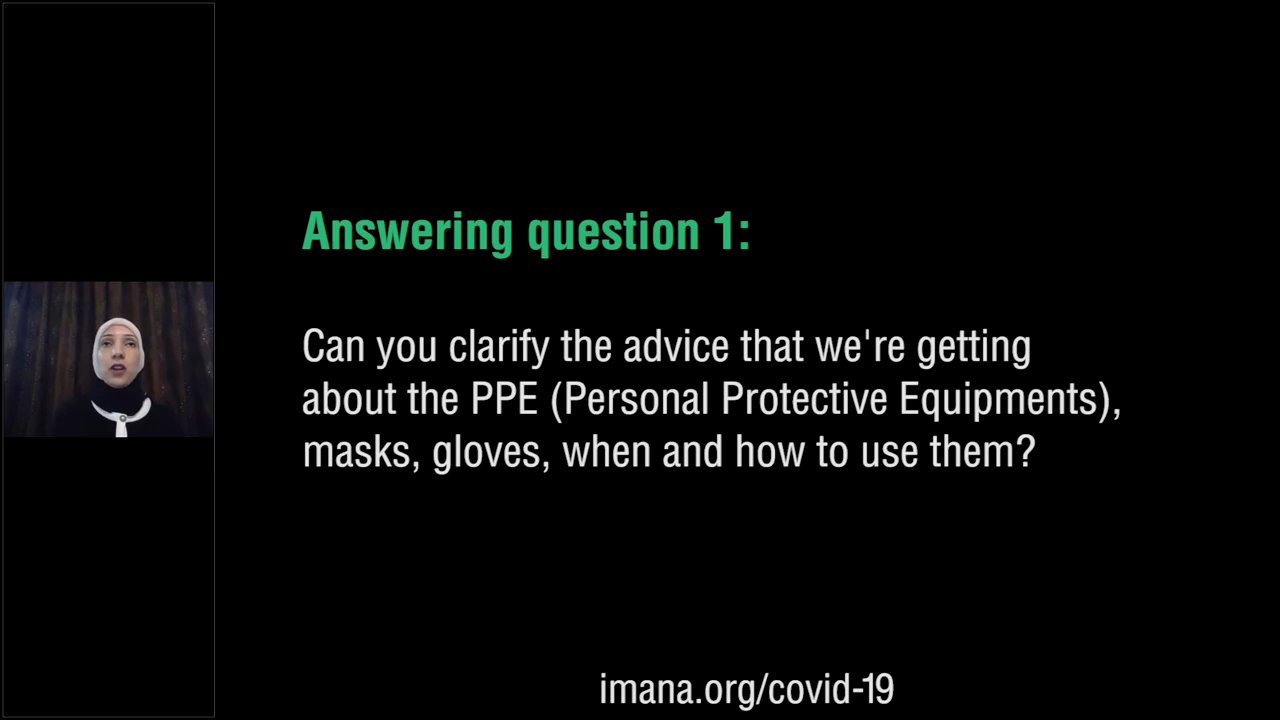 Answering question 1:
Can you clarify the advice that we're getting
about the PPE (Personal Protective Equipments),
masks, gloves, when and how to use them?
imana.org/covid-19